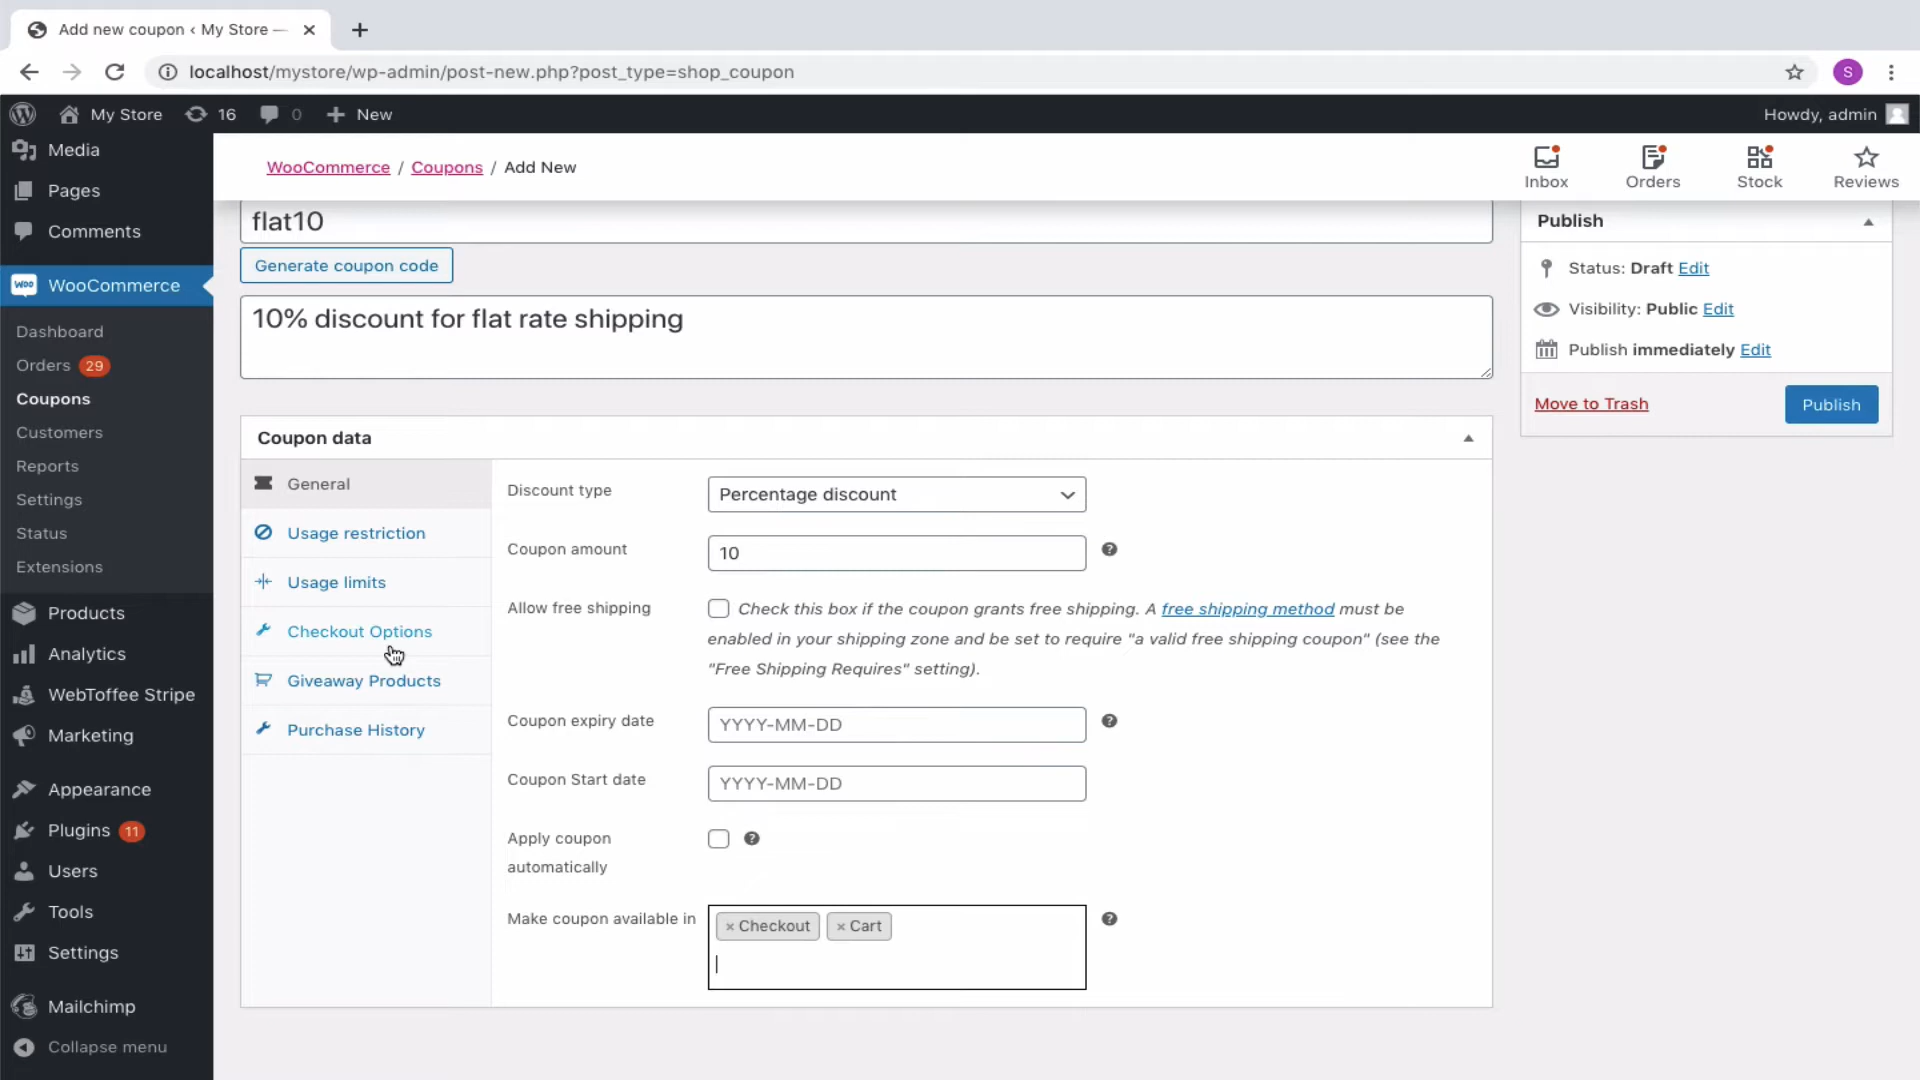 Add new coupon ‹ My Store —
localhost/mystore/wp-admin/post-new.php?post_type=shop_coupon
S
My Store 16 0 New
Howdy, admin
Media
Pages
Comments
WooCommerce
Dashboard
Orders 29
Coupons
Customers
Reports
Settings
Status
Extensions
Products
Analytics
WebToffee Stripe
Marketing
Appearance
Plugins 11
Users
Tools
Settings
Mailchimp
Collapse menu
WooCommerce / Coupons / Add New
Inbox
Orders
Stock
Reviews
flat10
Generate coupon code
10% discount for flat rate shipping
Coupon data
General
Usage restriction
Usage limits
Checkout Options
Giveaway Products
Purchase History
Discount type
Percentage discount
Coupon amount
10
Allow free shipping
Check this box if the coupon grants free shipping. A free shipping method must be
enabled in your shipping zone and be set to require "a valid free shipping coupon" (see the
"Free Shipping Requires" setting).
Coupon expiry date
YYYY-MM-DD
Coupon Start date
YYYY-MM-DD
Apply coupon
automatically
Make coupon available in
× Checkout × Cart
Publish
Status: Draft Edit
Visibility: Public Edit
Publish immediately Edit
Move to Trash
Publish